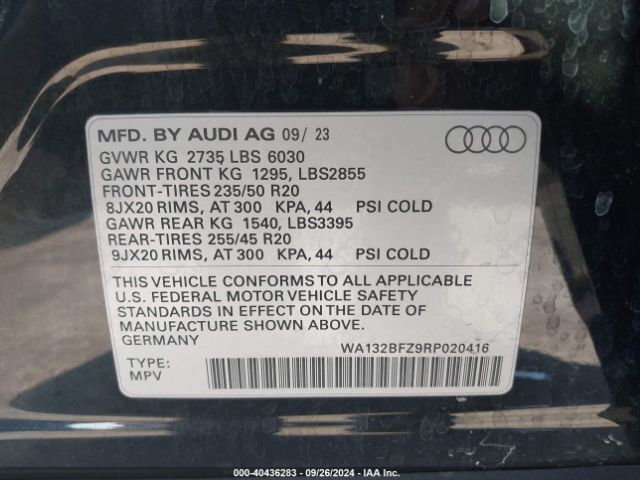 MFD. BY AUDI AG 09/ 23
GVWR KG 2735 LBS 6030
GAWR FRONT KG 1295, LBS2855
FRONT-TIRES 235/50 R20
8JX20 RIMS, AT 300 KPA, 44 PSI COLD
GAWR REAR KG 1540, LBS3395
REAR-TIRES 255/45 R20
9JX20 RIMS, AT 300 KPA, 44 PSI COLD
THIS VEHICLE CONFORMS TO ALL APPLICABLE
U.S. FEDERAL MOTOR VEHICLE SAFETY
STANDARDS IN EFFECT ON THE DATE OF
MANUFACTURE SHOWN ABOVE.
GERMANY
WA132BFZ9RP020416
TYPE:
MPV
000-40436283 - 09/26/2024 - IAA Inc.